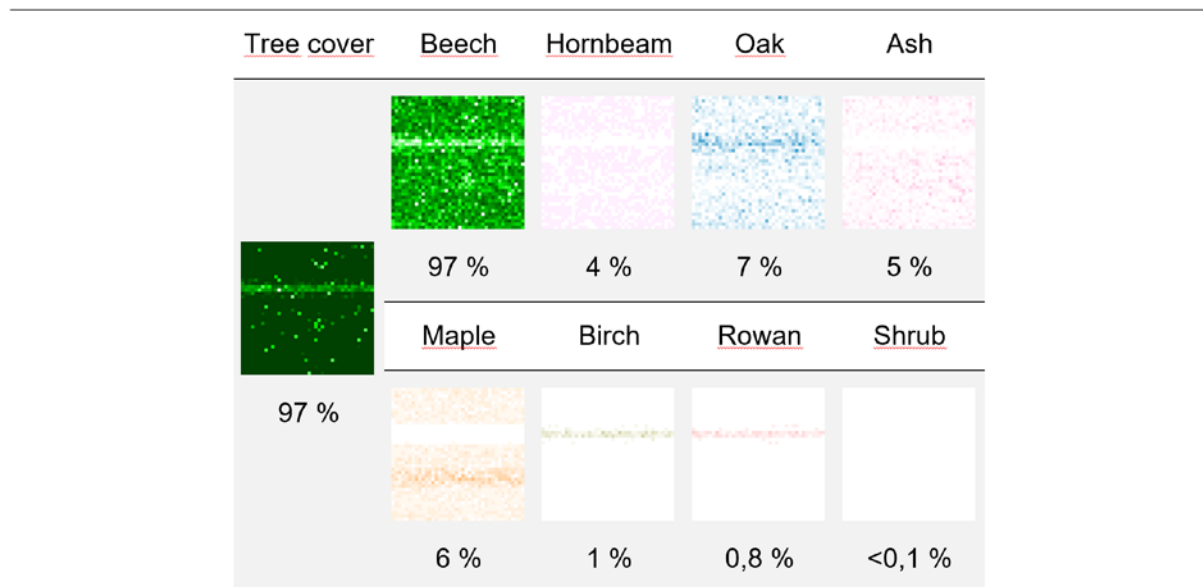 Tree cover Beech Hornbeam Oak Ash
97 % 4 % 7 % 5 %
Maple Birch Rowan Shrub
97 %
6 % 1 % 0,8 % <0,1 %